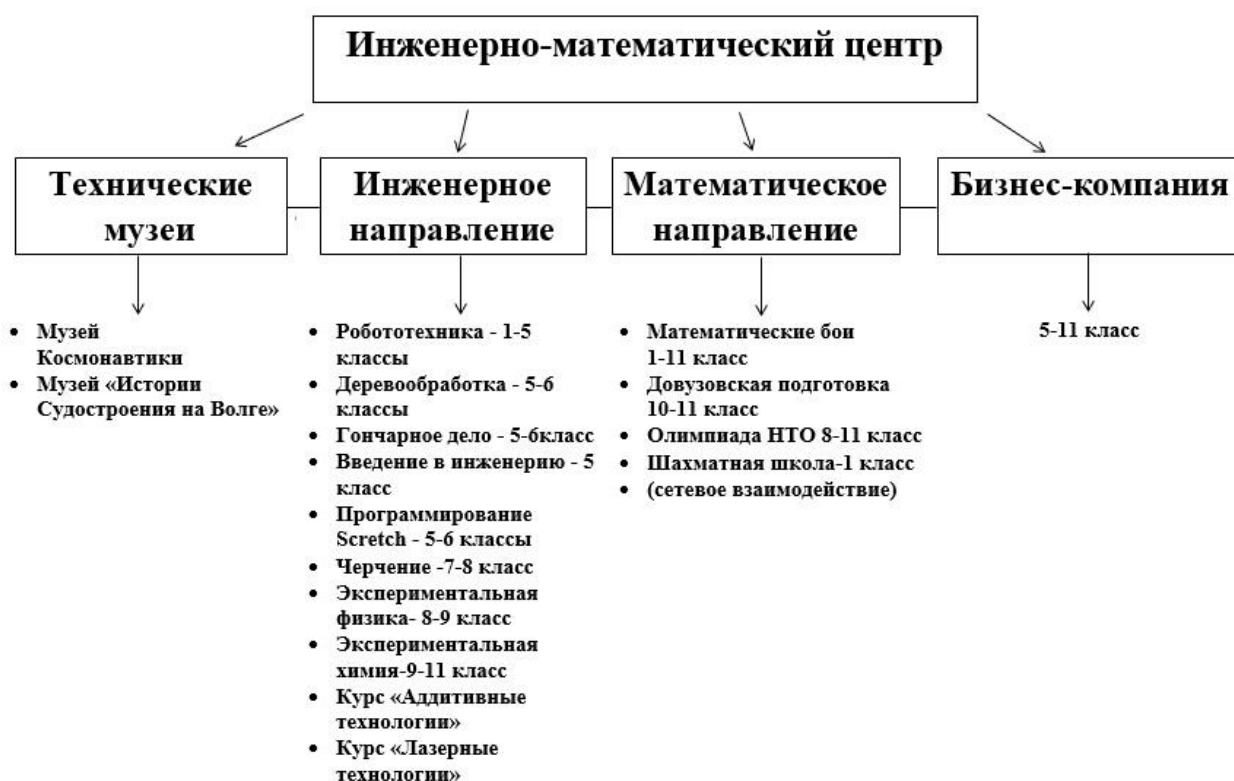 Инженерно-математический центр
Технические
музеи
Инженерное
направление
Математическое
направление
Бизнес-компания
• Музей
Космонавтики
• Музей «Истории
Судостроения на Волге»
• Робототехника - 1-5
классы
• Деревообработка - 5-6
классы
• Гончарное дело - 5-6класс
• Введение в инженерию - 5
класс
• Программирование
Scretch - 5-6 классы
• Черчение -7-8 класс
• Экспериментальная
физика- 8-9 класс
• Экспериментальная
химия-9-11 класс
• Курс «Аддитивные
технологии»
• Курс «Лазерные
технологии»
• Математические бои
1-11 класс
• Довузовская подготовка
10-11 класс
• Олимпиада НТО 8-11 класс
• Шахматная школа-1 класс
• (сетевое взаимодействие)
5-11 класс